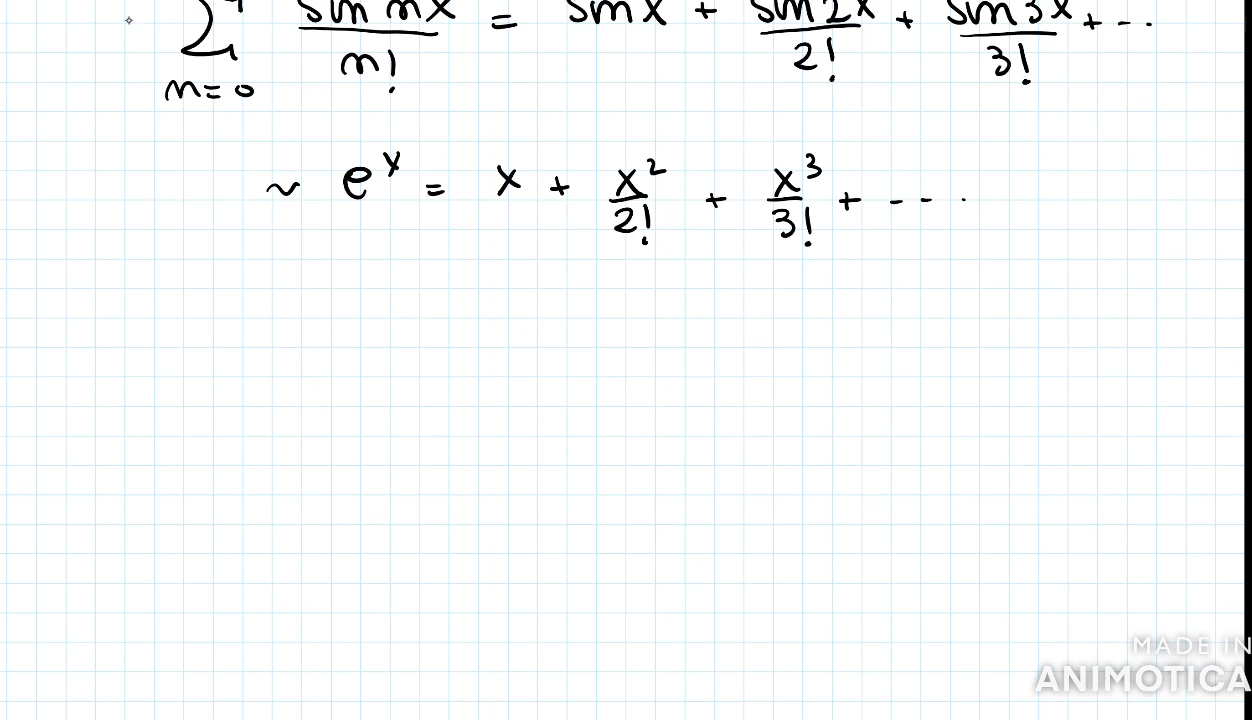 ∑ sin nx / n! = sin x + sin 2x / 2! + sin 3x / 3! + ...
n=0
~ e^x = x + x^2 / 2! + x^3 / 3! + ....
MADE IN
ANIMOTICA